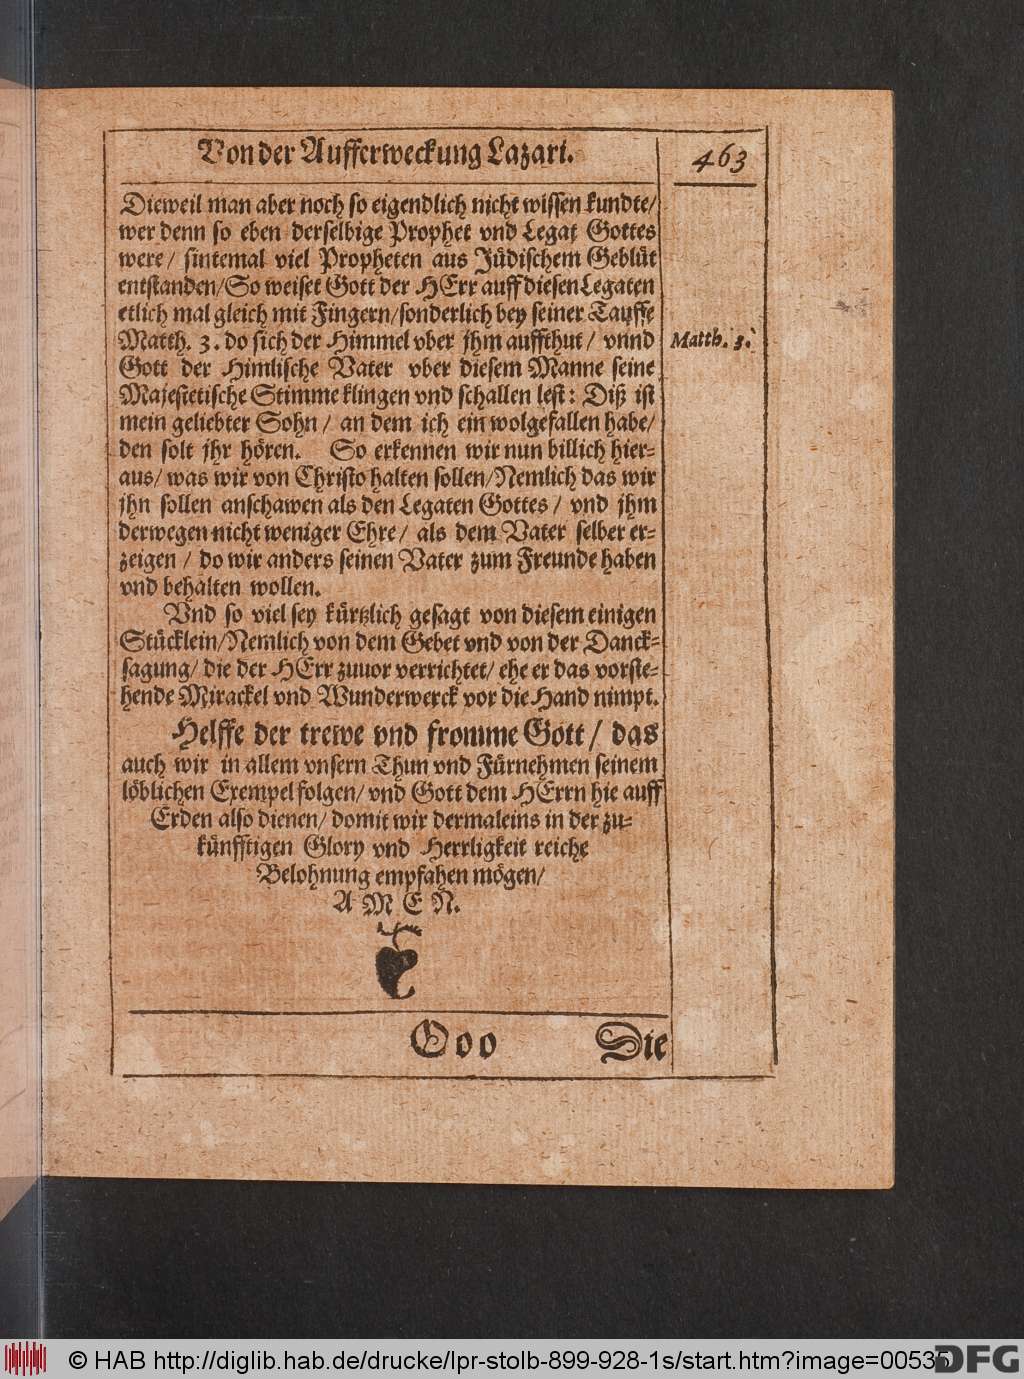 Von der Aufferweckung Lazari.
463
Dieweil man aber noch so eigendlich nicht wissen kundte/
wer denn so eben derselbige Prophet vnd Legat Gottes
were/ sintemal viel Propheten aus Jüdischem Geblüt
entstanden/ So weiset Gott der HErr auff diesen Legaten
etlich mal gleich mit Fingern/ sonderlich bey seiner Tauffe
Matth. 3. do sich der Himmel vber jhm auffthut/ vnnd
Matth. 3.
Gott der Himlische Vater vber diesem Manne seine
Majestetische Stimme klingen vnd schallen lest: Diß ist
mein geliebter Sohn/ an dem ich ein wolgefallen habe/
den solt jhr hören. So erkennen wir nun billich hier-
aus/ was wir von Christo halten sollen/ Nemlich das wir
jhn sollen anschawen als den Legaten Gottes/ vnd jhm
derwegen nicht weniger Ehre/ als dem Vater selber er-
zeigen/ do wir anders seinen Vater zum Freunde haben
vnd behalten wollen.
Vnd so viel sey kürtzlich gesagt von diesem einigen
Stücklein/ Nemlich von dem Gebet vnd von der Danck-
sagung/ die der HErr zuuor verrichtet/ ehe er das vorste-
hende Mirackel vnd Wunderwerck vor die Hand nimpt.
Helffe der trewe vnd fromme Gott/ das
auch wir in allem vnsern Thun vnd Fürnehmen seinem
löblichen Exempel folgen/ vnd Gott dem HErrn hie auff
Erden also dienen/ domit wir dermaleins in der zu-
künfftigen Glory vnd Herrligkeit reiche
Belohnung empfahen mögen/
A M E N.
Ooo Die
© HAB http://diglib.hab.de/drucke/lpr-stolb-899-928-1s/start.htm?image=00535
DFG